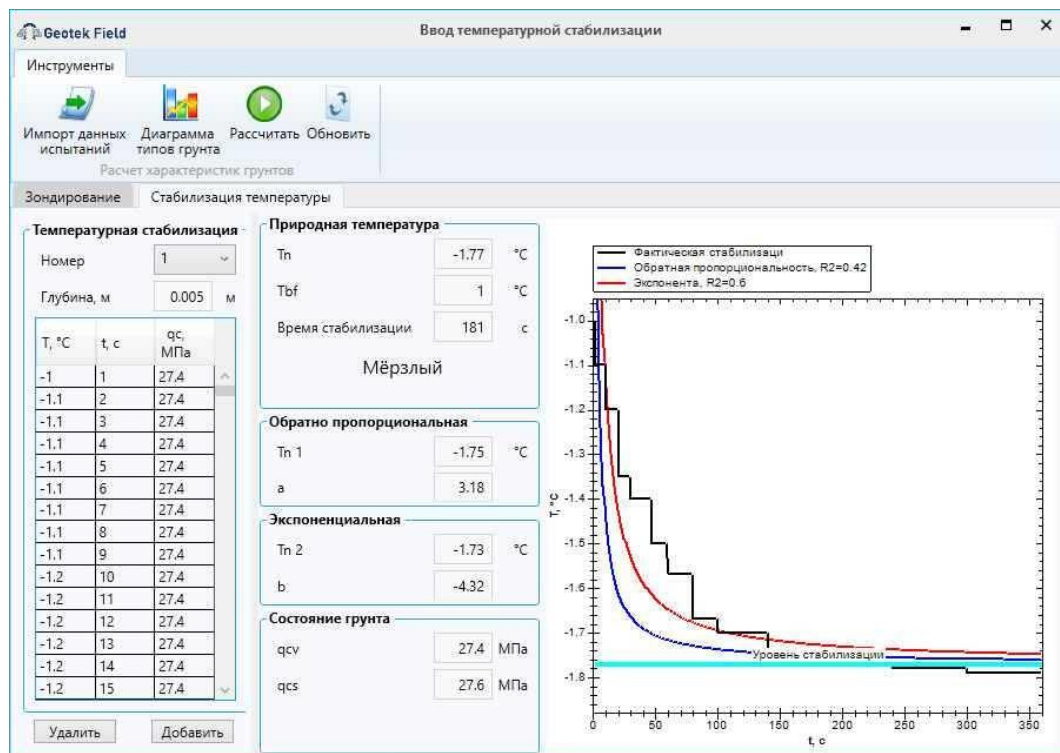 Geotek Field
Ввод температурной стабилизации
Инструменты
Импорт данных испытаний
Диаграмма типов грунта
Рассчитать
Обновить
Расчет характеристик грунтов
Зондирование
Стабилизация температуры
Температурная стабилизация
Номер 1
Глубина, м 0.005 м
T, °C t, c qc, МПа
-1 1 27.4
-1.1 2 27.4
-1.1 3 27.4
-1.1 4 27.4
-1.1 5 27.4
-1.1 6 27.4
-1.1 7 27.4
-1.1 8 27.4
-1.1 9 27.4
-1.2 10 27.4
-1.2 11 27.4
-1.2 12 27.4
-1.2 13 27.4
-1.2 14 27.4
-1.2 15 27.4
Удалить Добавить
Природная температура
Tn -1.77 °C
Tbf 1 °C
Время стабилизации 181 с
Мёрзлый
Обратно пропорциональная
Tn 1 -1.75 °C
a 3.18
Экспоненциальная
Tn 2 -1.73 °C
b -4.32
Состояние грунта
qcv 27.4 МПа
qcs 27.6 МПа
Фактическая стабилизаци
Обратная пропорциональность, R2=0.42
Экспонента, R2=0.6
T, °C
-1.0
-1.1
-1.2
-1.3
-1.4
-1.5
-1.6
-1.7
-1.8
Уровень стабилизации
0 50 100 150 200 250 300 350
t, c